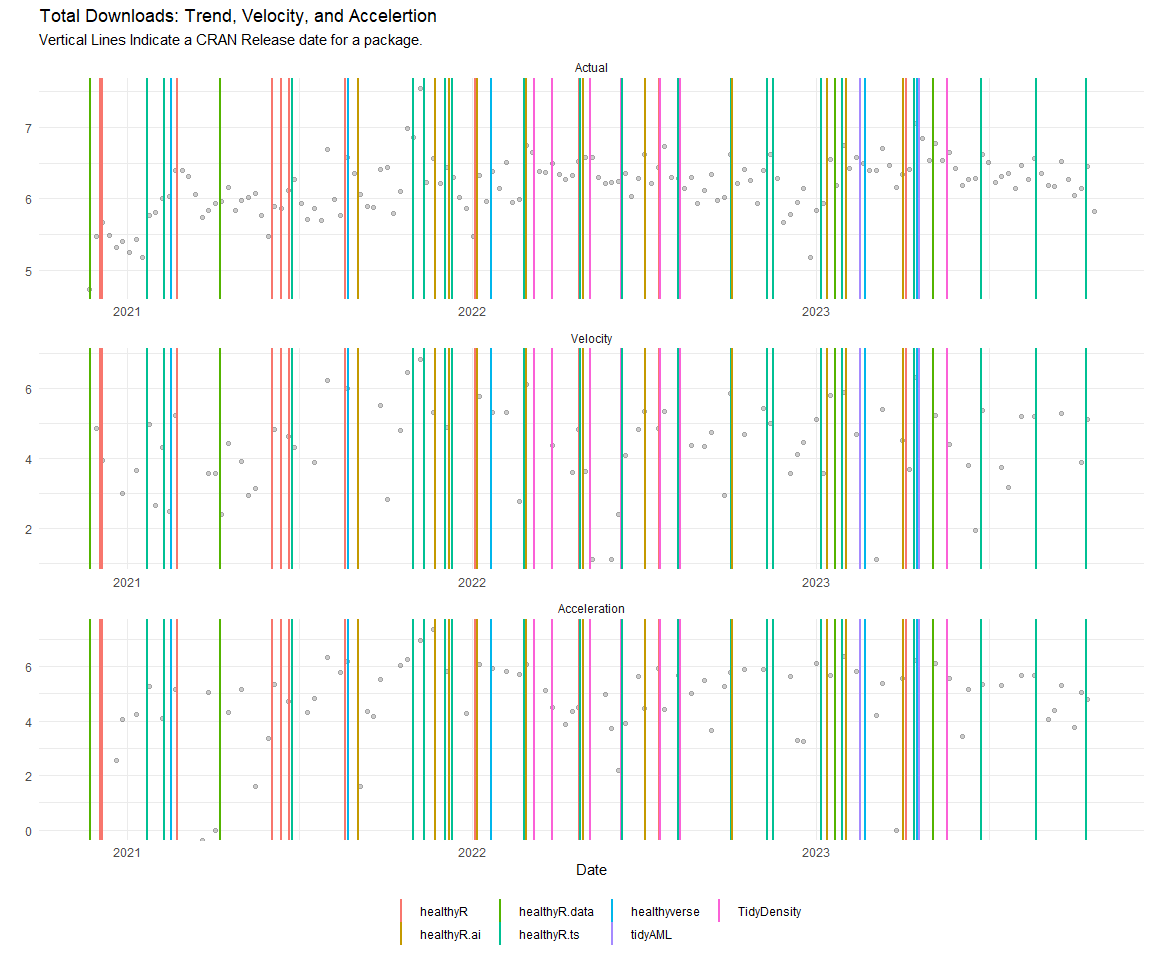 Total Downloads: Trend, Velocity, and Accelertion
Vertical Lines Indicate a CRAN Release date for a package.
Actual
7
6
5
2021 2022 2023
Velocity
6
4
2
2021 2022 2023
Acceleration
6
4
2
0
2021 2022 2023
Date
healthyR healthyR.data healthyverse TidyDensity
healthyR.ai healthyR.ts tidyAML